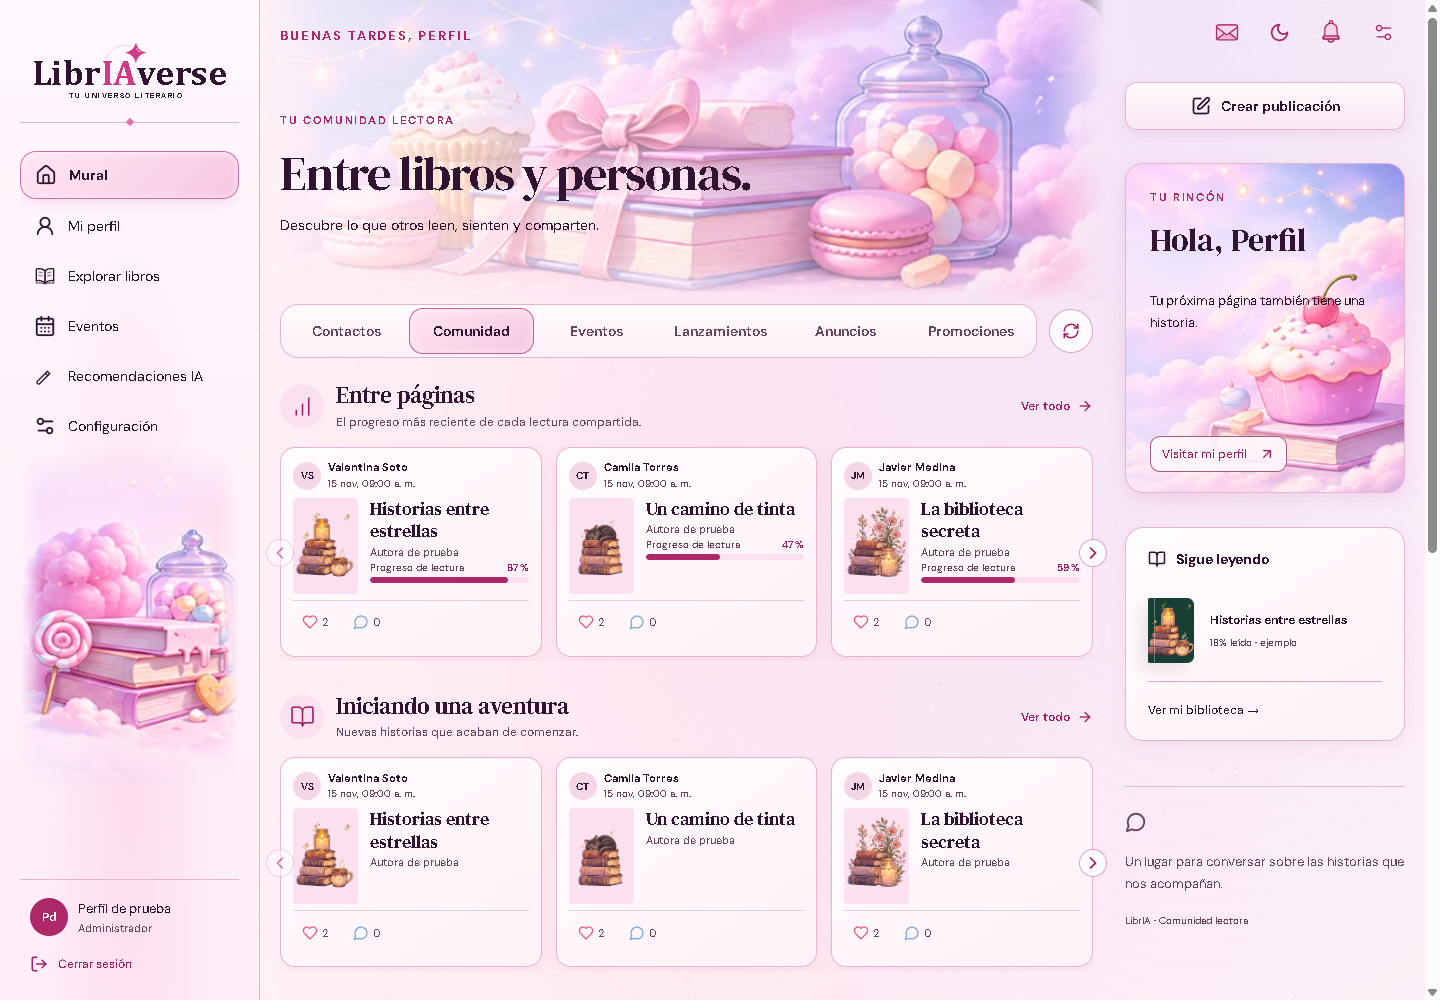 LibrIAverse
TU UNIVERSO LITERARIO
Mural
Mi perfil
Explorar libros
Eventos
Recomendaciones IA
Configuración
Pd
Perfil de prueba
Administrador
Cerrar sesión
BUENAS TARDES, PERFIL
TU COMUNIDAD LECTORA
Entre libros y personas.
Descubre lo que otros leen, sienten y comparten.
Contactos
Comunidad
Eventos
Lanzamientos
Anuncios
Promociones
Entre páginas
El progreso más reciente de cada lectura compartida.
Ver todo
VS
Valentina Soto
15 nov, 09:00 a. m.
Historias entre
estrellas
Autora de prueba
Progreso de lectura 87%
2 0
CT
Camila Torres
15 nov, 09:00 a. m.
Un camino de tinta
Autora de prueba
Progreso de lectura 47%
2 0
JM
Javier Medina
15 nov, 09:00 a. m.
La biblioteca
secreta
Autora de prueba
Progreso de lectura 59%
2 0
Iniciando una aventura
Nuevas historias que acaban de comenzar.
Ver todo
VS
Valentina Soto
15 nov, 09:00 a. m.
Historias entre
estrellas
Autora de prueba
2 0
CT
Camila Torres
15 nov, 09:00 a. m.
Un camino de tinta
Autora de prueba
2 0
JM
Javier Medina
15 nov, 09:00 a. m.
La biblioteca
secreta
Autora de prueba
2 0
Crear publicación
TU RINCÓN
Hola, Perfil
Tu próxima página también tiene una
historia.
Visitar mi perfil
Sigue leyendo
Historias entre estrellas
18% leído · ejemplo
Ver mi biblioteca →
Un lugar para conversar sobre las historias que
nos acompañan.
LibrIA · Comunidad lectora